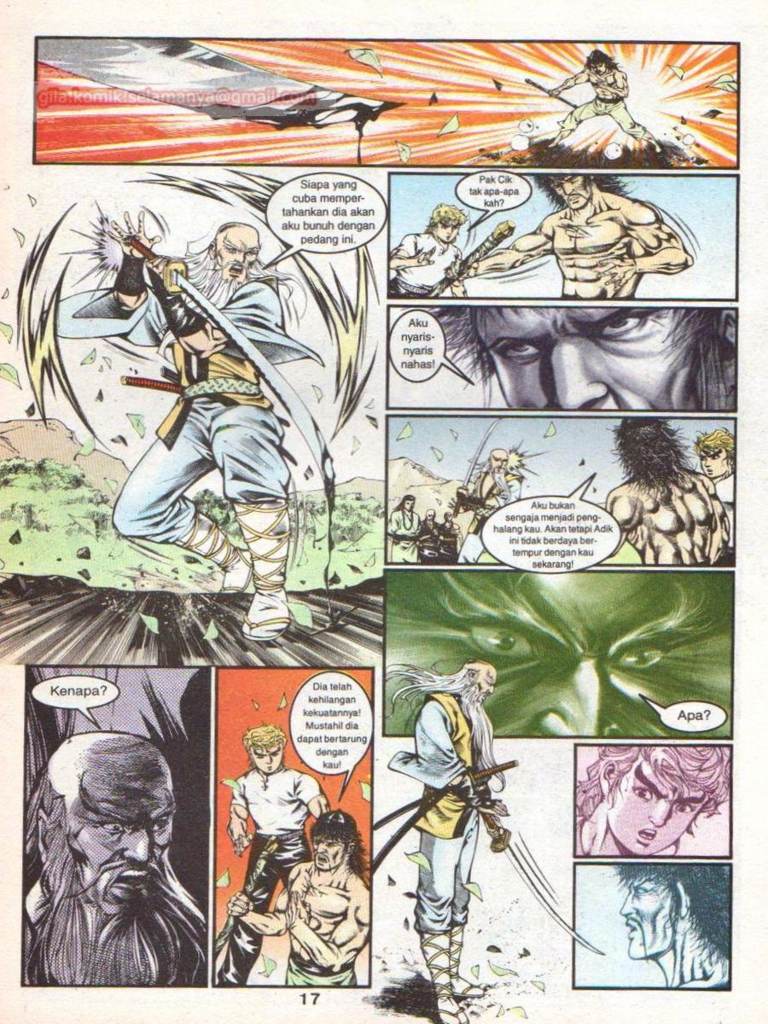 gila2komik1selamanya@gmail.com
Siapa yang
cuba memper-
tahankan dia akan
aku bunuh dengan
pedang ini.
Pak Cik
tak apa-apa
kah?
Aku
nyaris-
nyaris
nahas!
Aku bukan
sengaja menjadi peng-
halang kau. Akan tetapi Adik
ini tidak berdaya ber-
tempur dengan kau
sekarang!
Apa?
Kenapa?
Dia telah
kehilangan
kekuatannya!
Mustahil dia
dapat bertarung
dengan
kau!
17